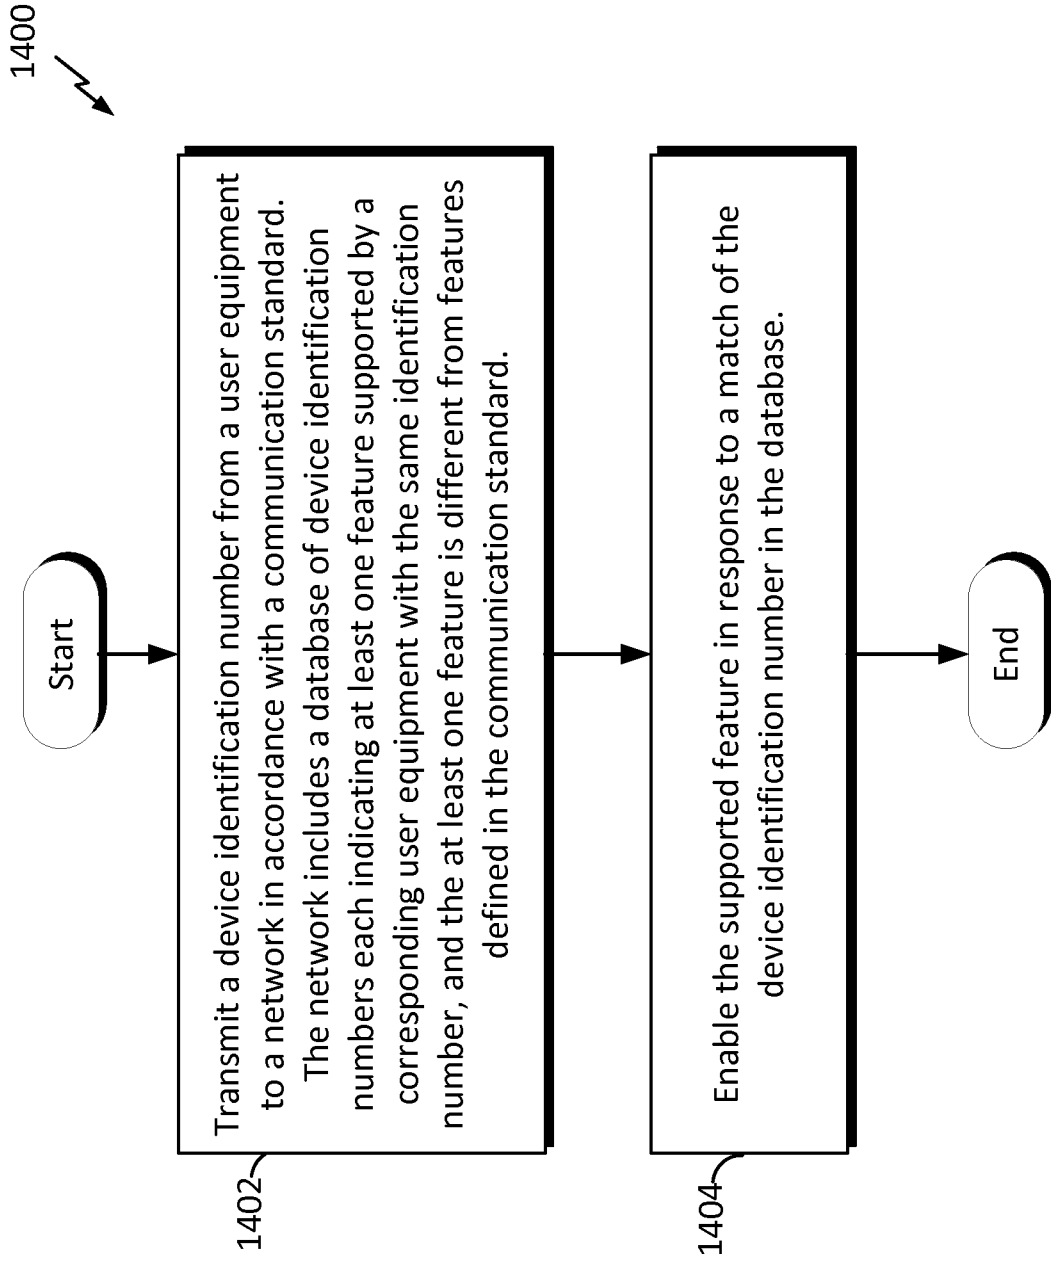 1400
Start
1402
Transmit a device identification number from a user equipment
to a network in accordance with a communication standard.
The network includes a database of device identification
numbers each indicating at least one feature supported by a
corresponding user equipment with the same identification
number, and the at least one feature is different from features
defined in the communication standard.
1404
Enable the supported feature in response to a match of the
device identification number in the database.
End